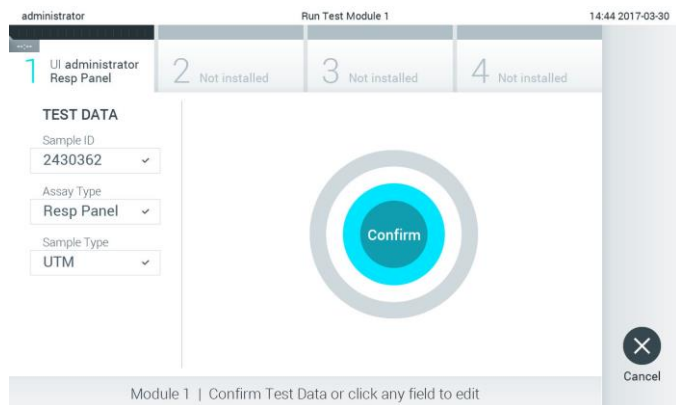 administrator
Run Test Module 1
14:44 2017-03-30
--:--
1 UI administrator
Resp Panel
2 Not installed
3 Not installed
4 Not installed
TEST DATA
Sample ID
2430362
Assay Type
Resp Panel
Sample Type
UTM
Confirm
Cancel
Module 1 | Confirm Test Data or click any field to edit